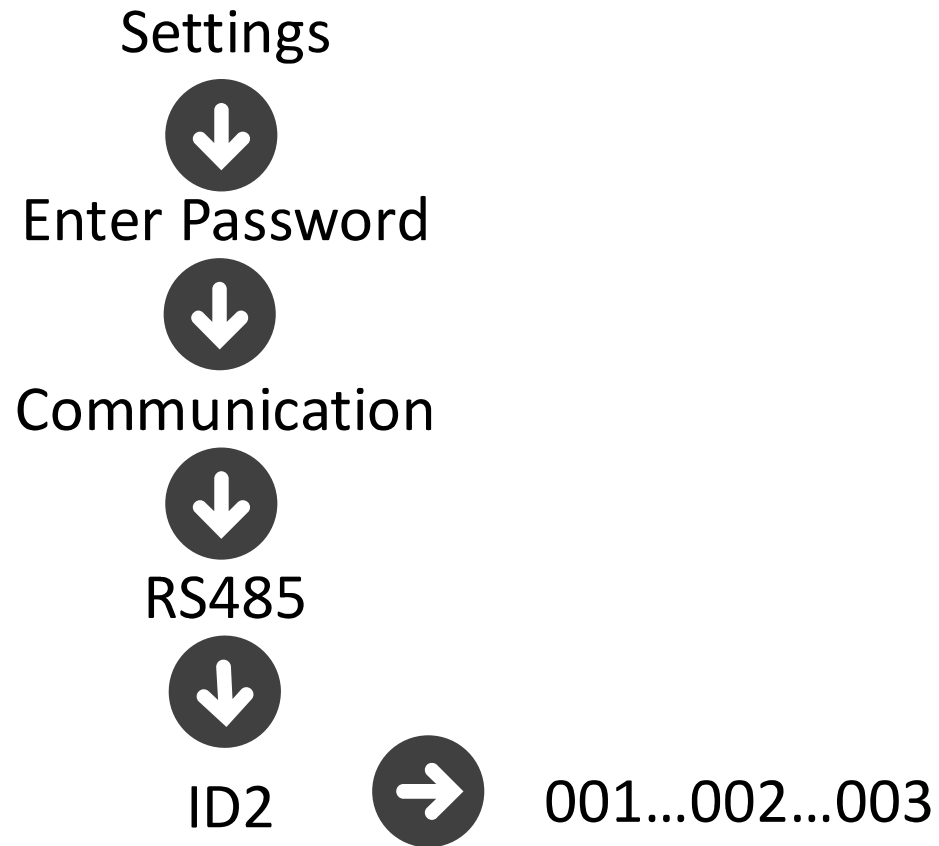 Settings
Enter Password
Communication
RS485
ID2
001...002...003